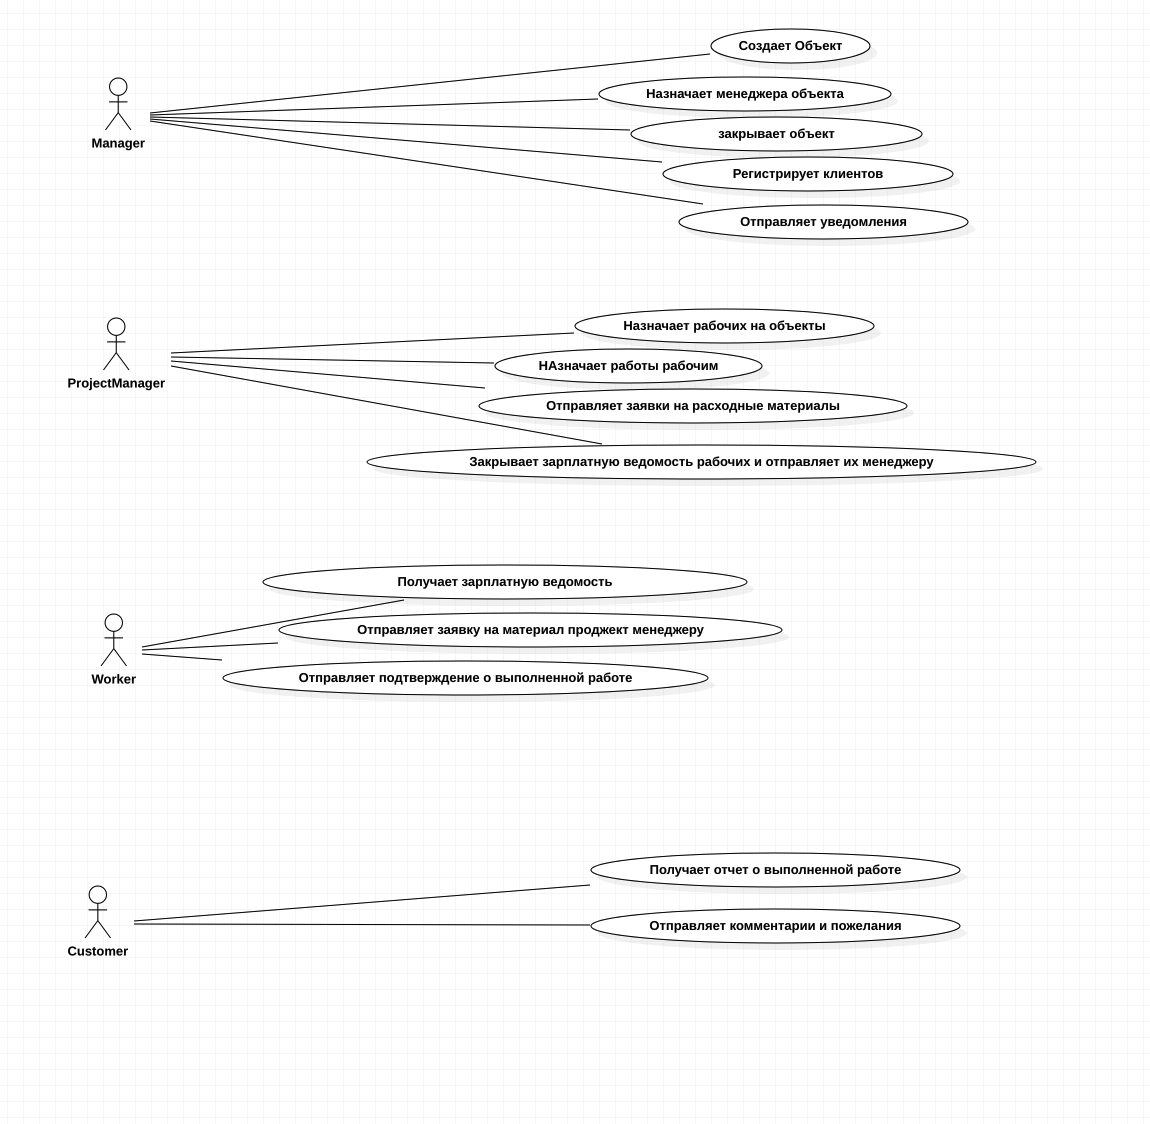 Создает Объект
Назначает менеджера объекта
закрывает объект
Manager
Регистрирует клиентов
Отправляет уведомления
Назначает рабочих на объекты
НАзначает работы рабочим
ProjectManager
Отправляет заявки на расходные материалы
Закрывает зарплатную ведомость рабочих и отправляет их менеджеру
Получает зарплатную ведомость
Отправляет заявку на материал проджект менеджеру
Worker
Отправляет подтверждение о выполненной работе
Получает отчет о выполненной работе
Отправляет комментарии и пожелания
Customer